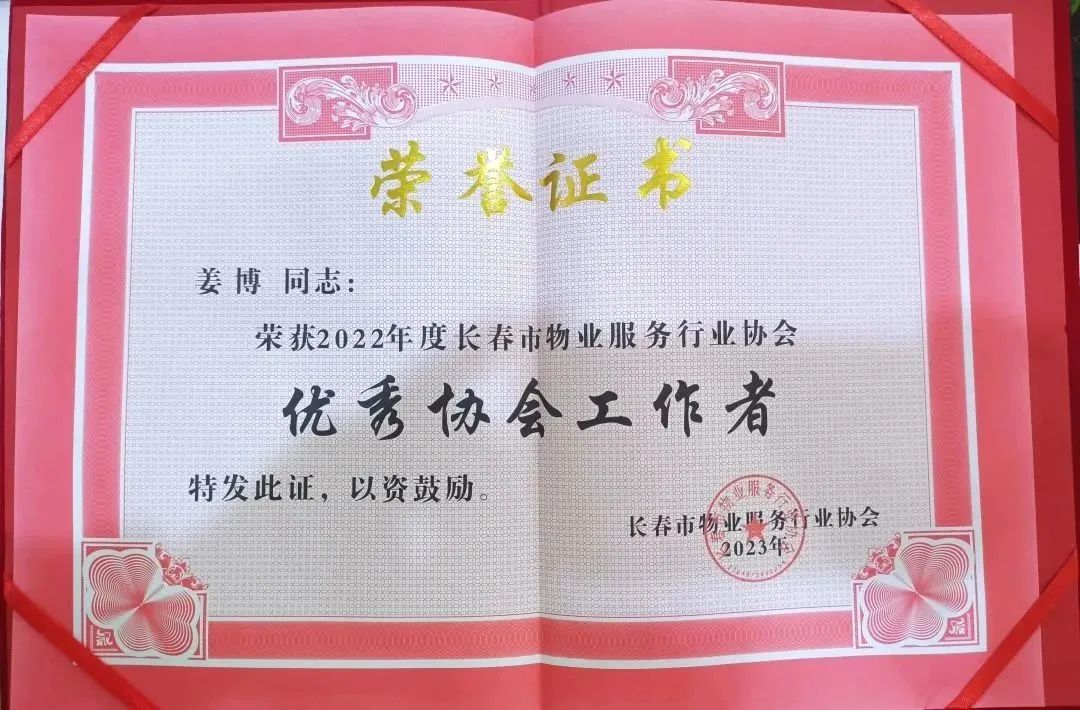 荣誉证书
姜博 同志：
荣获2022年度长春市物业服务行业协会
优秀协会工作者
特发此证，以资鼓励。
长春市物业服务行业协会
2023年